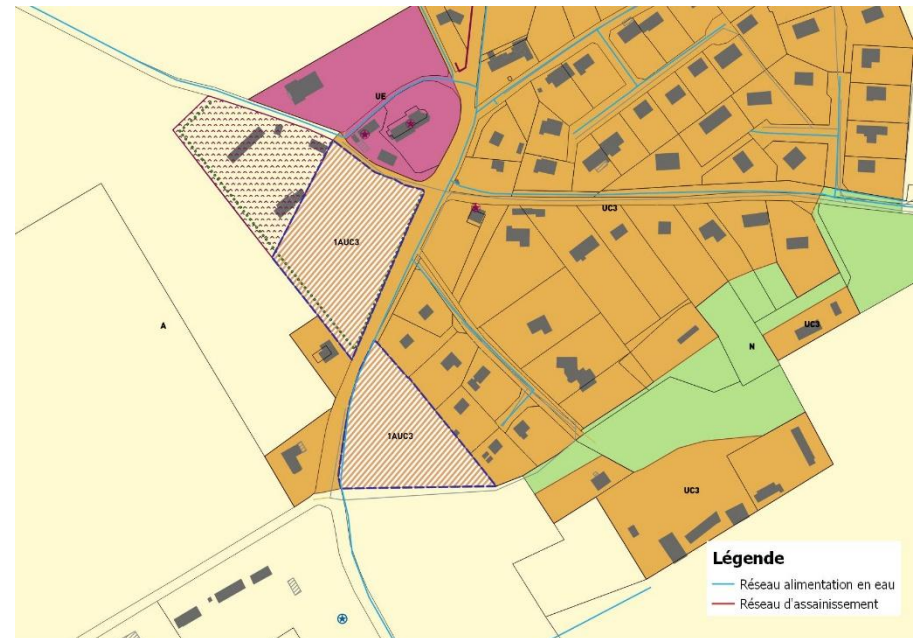 UE
1AUC3
UC3
A
UC3
N
1AUC3
UC3
Légende
Réseau alimentation en eau
Réseau d'assainissement